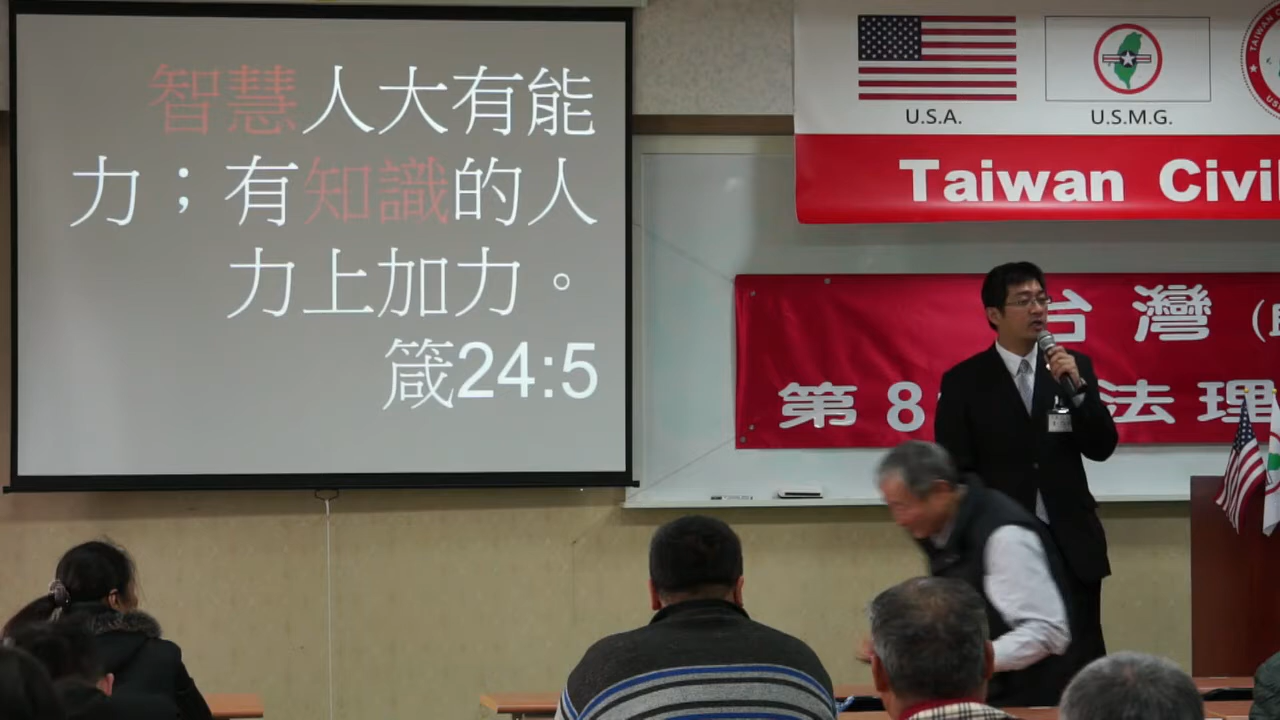 智慧人大有能
力；有知識的人
力上加力。
箴24:5
U.S.A.
U.S.M.G.
Taiwan Civil
台灣
第8
法理